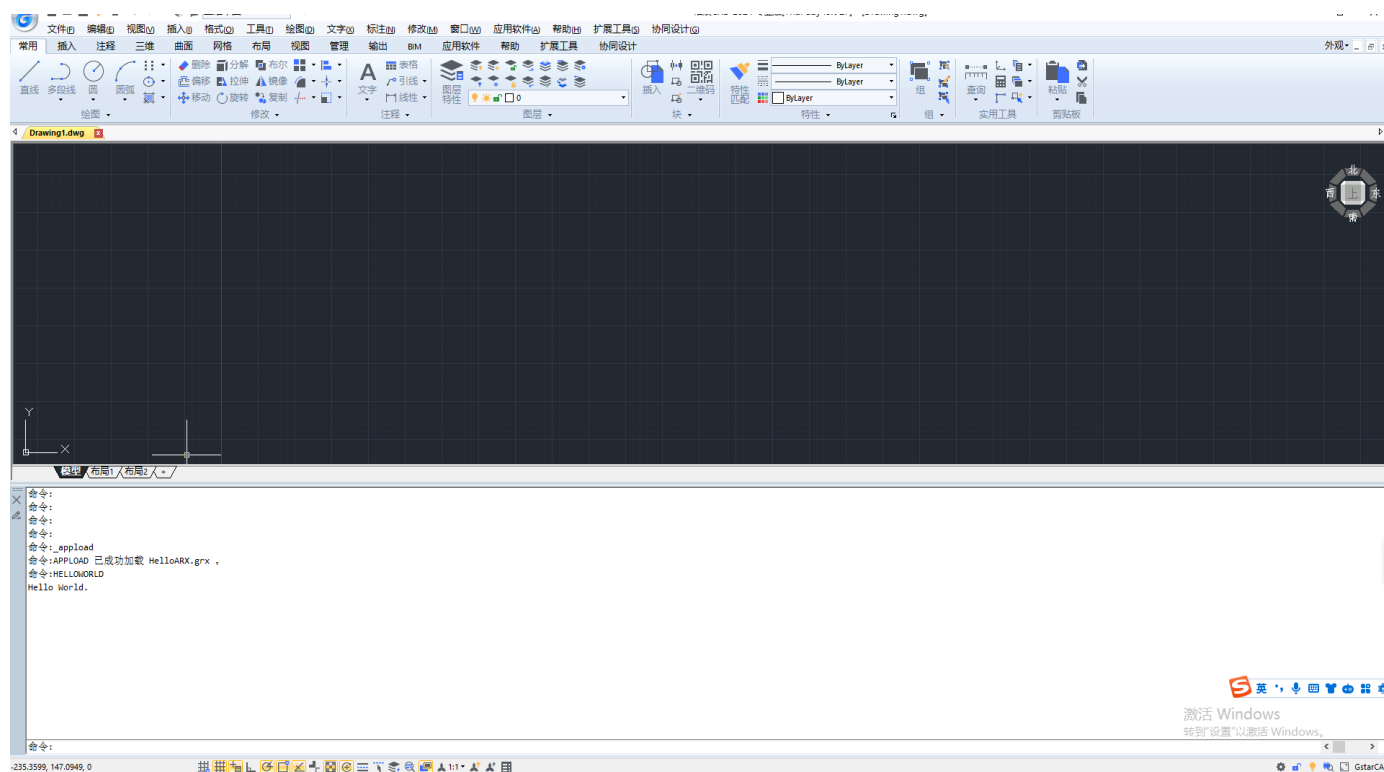 文件(F) 编辑(E) 视图(V) 插入(I) 格式(O) 工具(T) 绘图(D) 文字(X) 标注(N) 修改(M) 窗口(W) 应用软件(A) 帮助(H) 扩展工具(S) 协同设计(G)
常用 插入 注释 三维 曲面 网格 布局 视图 管理 输出 BIM 应用软件 帮助 扩展工具 协同设计 外观
删除 分解 布尔 表格 ByLayer
直线 多段线 圆 圆弧 偏移 拉伸 镜像 文字 引线 图层 插入 二维码 特性 ByLayer 组 查询 粘贴
移动 旋转 复制 线性 特性 0 匹配 ByLayer
绘图 修改 注释 图层 块 特性 组 实用工具 剪贴板
Drawing1.dwg
北
西 上 东
南
Y
X
模型 布局1 布局2 +
命令:
命令:
命令:
命令:
命令:_appload
命令:APPLOAD 已成功加载 HelloARX.grx 。
命令:HELLOWORLD
Hello World.
英
激活 Windows
转到"设置"以激活 Windows。
命令:
-235.3599, 147.0949, 0 1:1 GstarCA